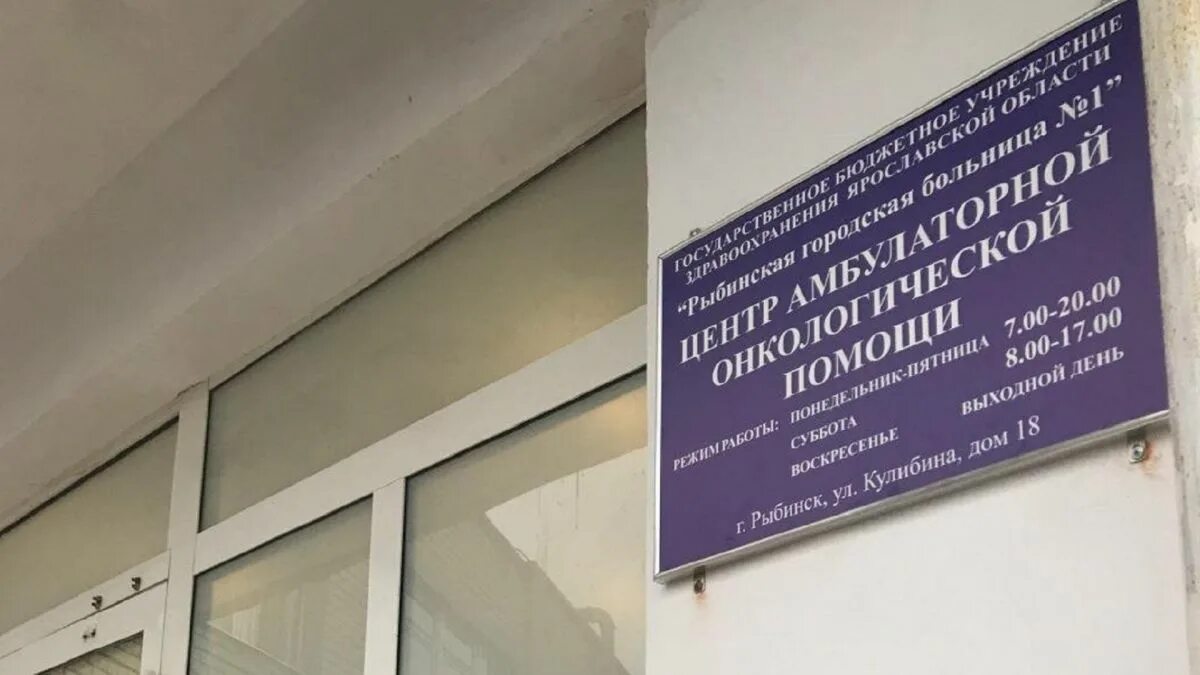 ГОСУДАРСТВЕННОЕ БЮДЖЕТНОЕ УЧРЕЖДЕНИЕ
ЗДРАВООХРАНЕНИЯ ЯРОСЛАВСКОЙ ОБЛАСТИ
“Рыбинская городская больница №1”
ЦЕНТР АМБУЛАТОРНОЙ
ОНКОЛОГИЧЕСКОЙ
ПОМОЩИ
РЕЖИМ РАБОТЫ: ПОНЕДЕЛЬНИК-ПЯТНИЦА 7.00-20.00
СУББОТА 8.00-17.00
ВОСКРЕСЕНЬЕ ВЫХОДНОЙ ДЕНЬ
г. Рыбинск, ул. Кулибина, дом 18